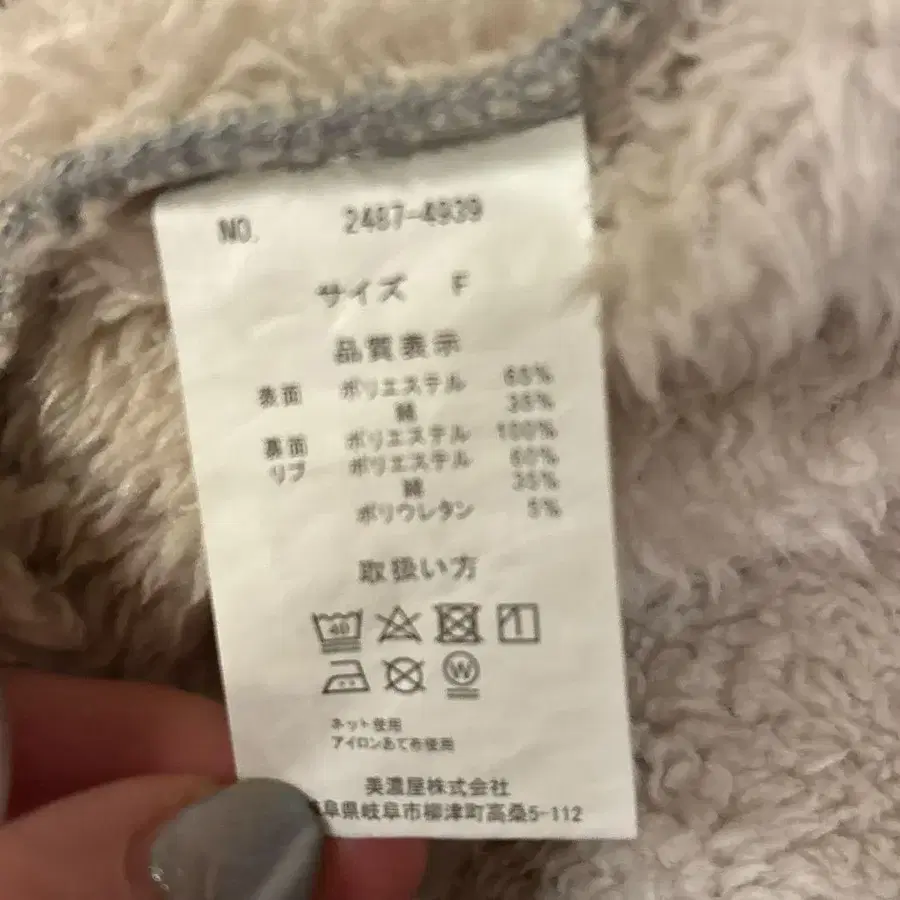 NO. 2487-4939
サイズ F
品質表示
表面 ポリエステル 65%
綿 35%
裏面 ポリエステル 100%
リブ ポリエステル 60%
綿 35%
ポリウレタン 5%
取扱い方
40
W
ネット使用
アイロンあて布使用
美濃屋株式会社
阜県岐阜市柳津町高桑5-112